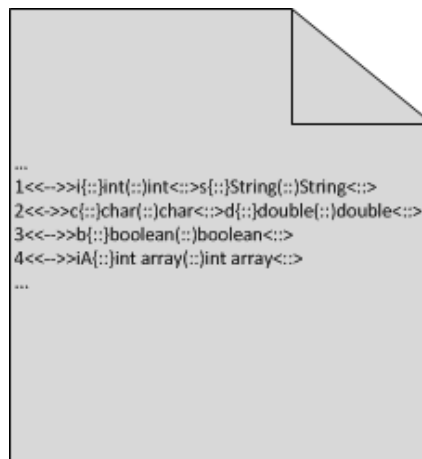 ...
1<<-->>i{::}int(::)int<::>s{::}String(::)String<::>
2<<->>c{::}char(::)char<::>d{::}double(::)double<::>
3<<-->>b{::}boolean(::)boolean<::>
4<<-->>iA{::}int array(::)int array<::>
...